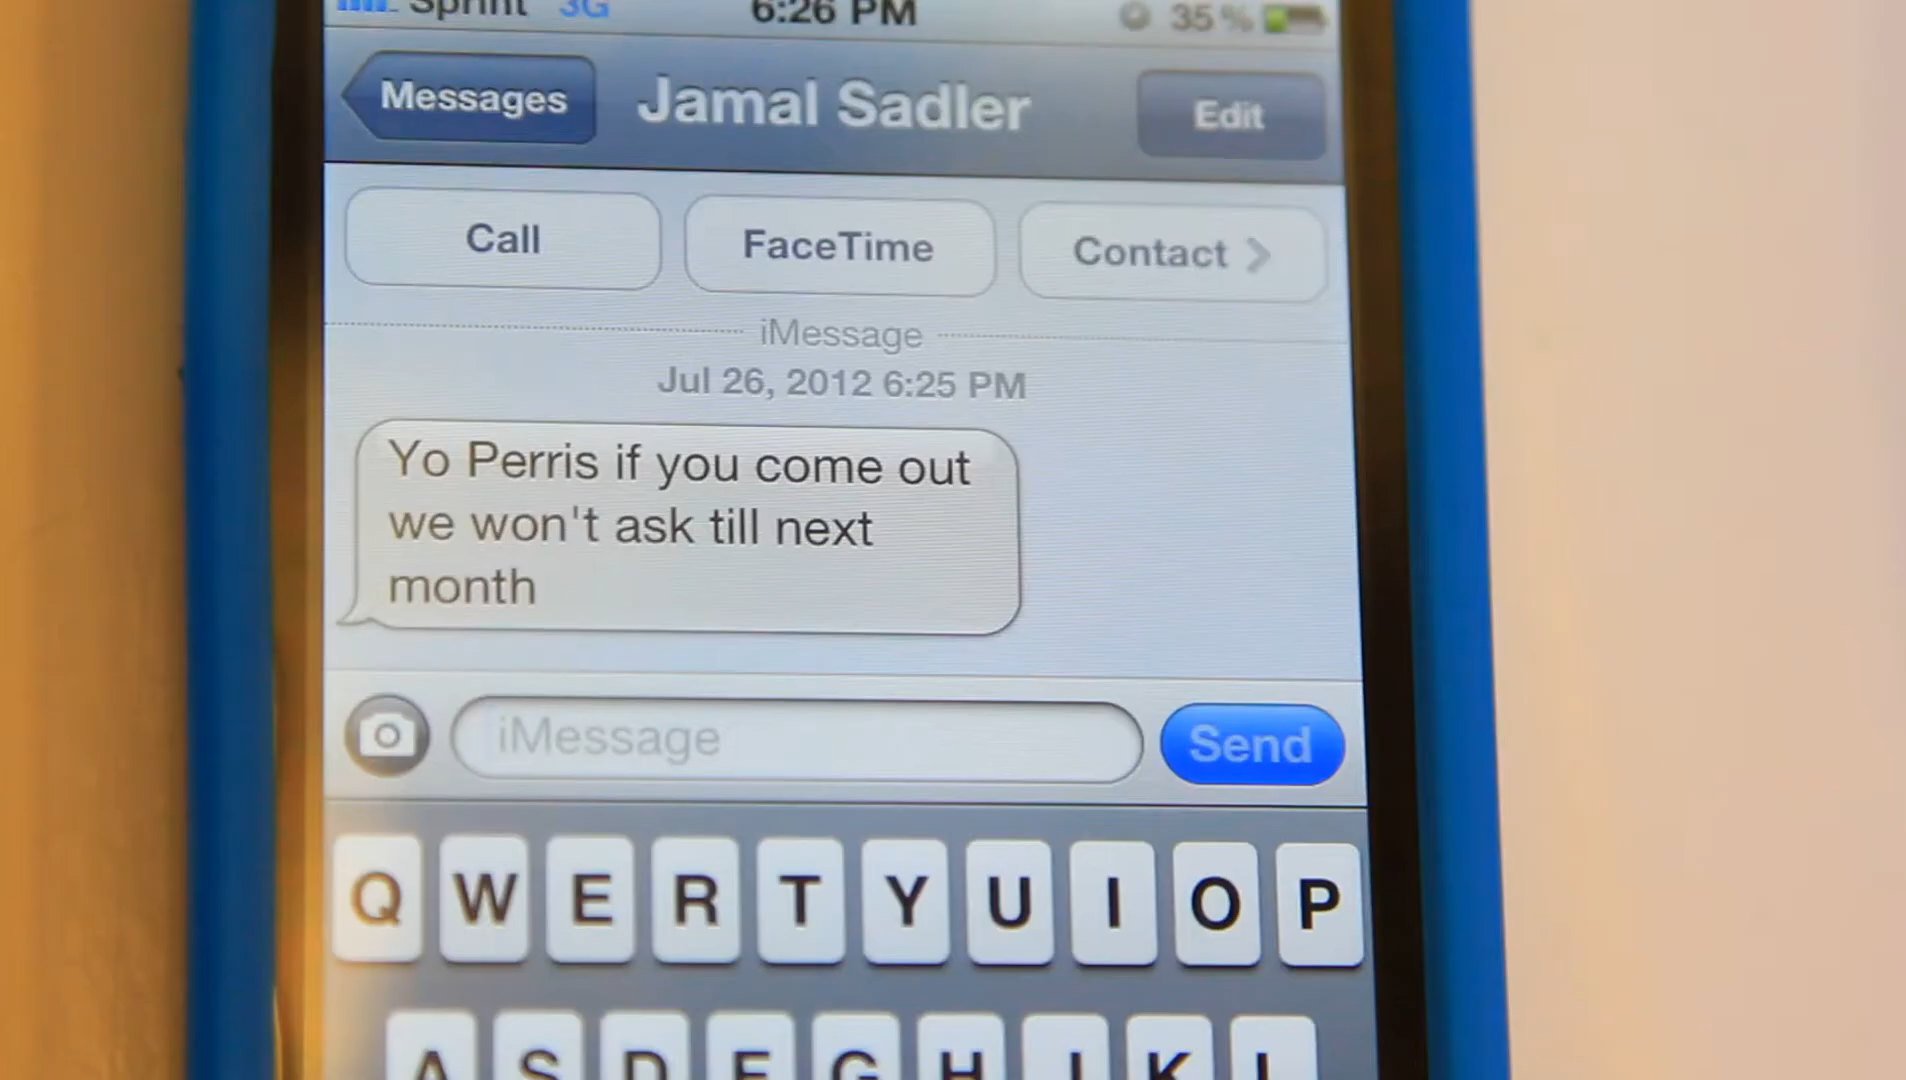 Sprint 3G 6:26 PM 35%
Messages Jamal Sadler Edit
Call FaceTime Contact
iMessage
Jul 26, 2012 6:25 PM
Yo Perris if you come out
we won't ask till next
month
iMessage Send
Q W E R T Y U I O P
A S D F G H J K L